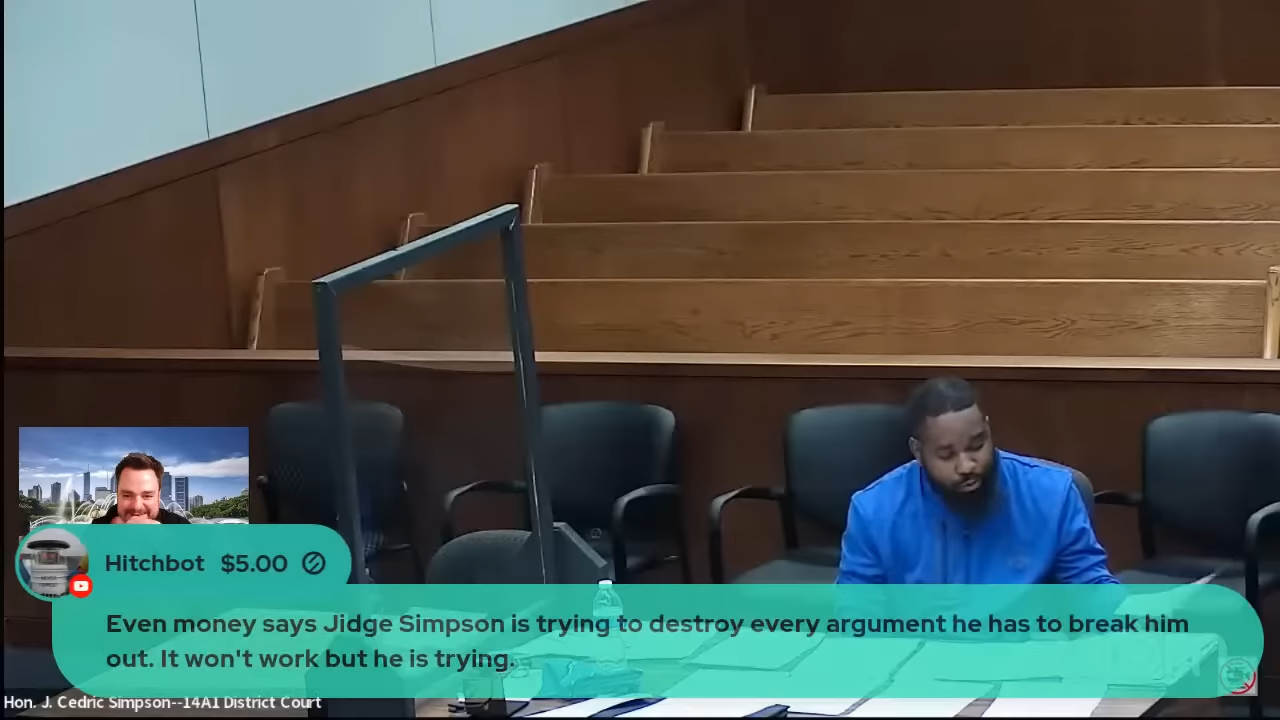 Hitchbot $5.00
Even money says Jidge Simpson is trying to destroy every argument he has to break him
out. It won't work but he is trying.
Hon. J. Cedric Simpson--14A1 District Court